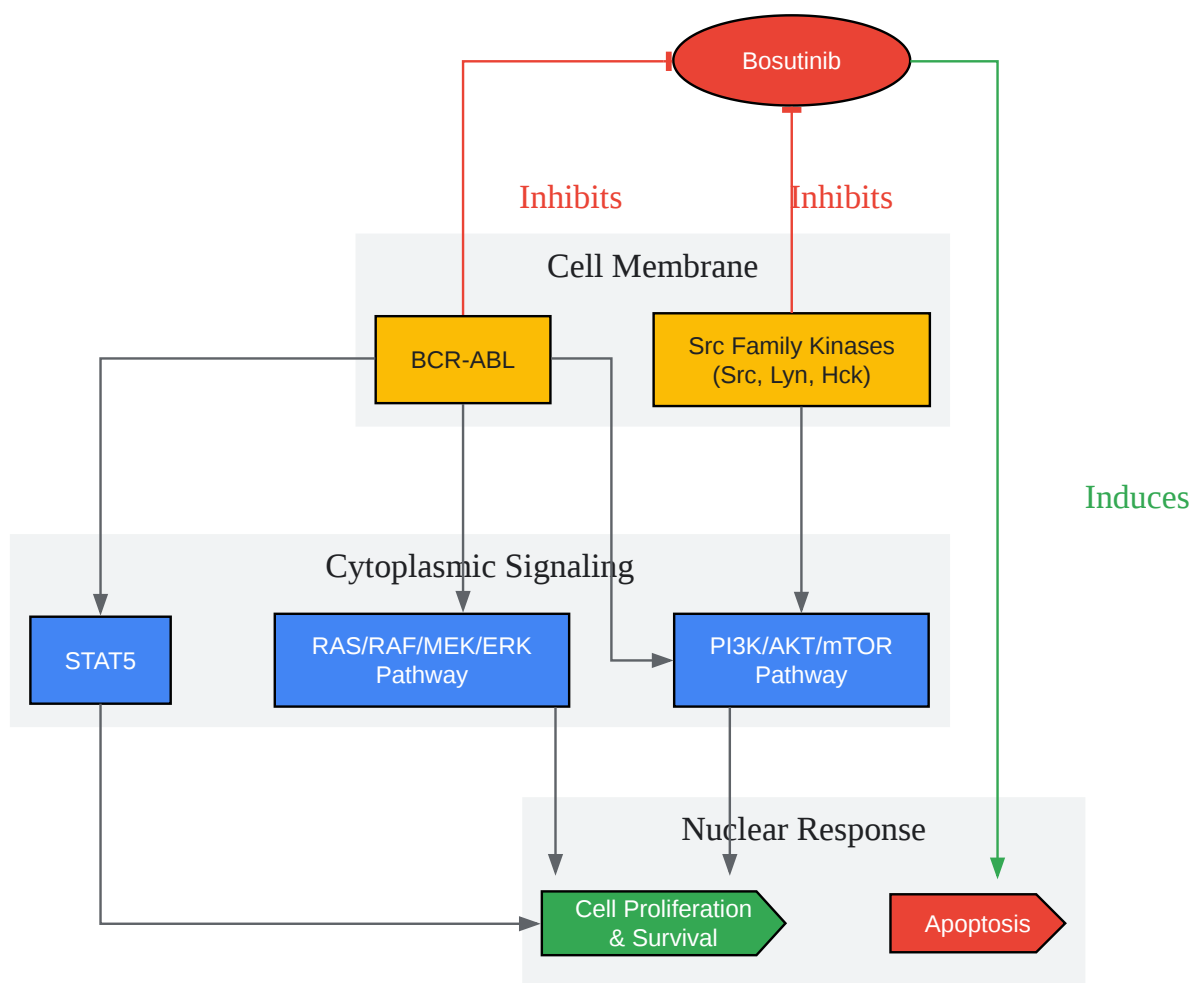 Bosutinib
Inhibits
Inhibits
Cell Membrane
BCR-ABL
Src Family Kinases
(Src, Lyn, Hck)
Induces
Cytoplasmic Signaling
STAT5
RAS/RAF/MEK/ERK
Pathway
PI3K/AKT/mTOR
Pathway
Nuclear Response
Cell Proliferation
& Survival
Apoptosis